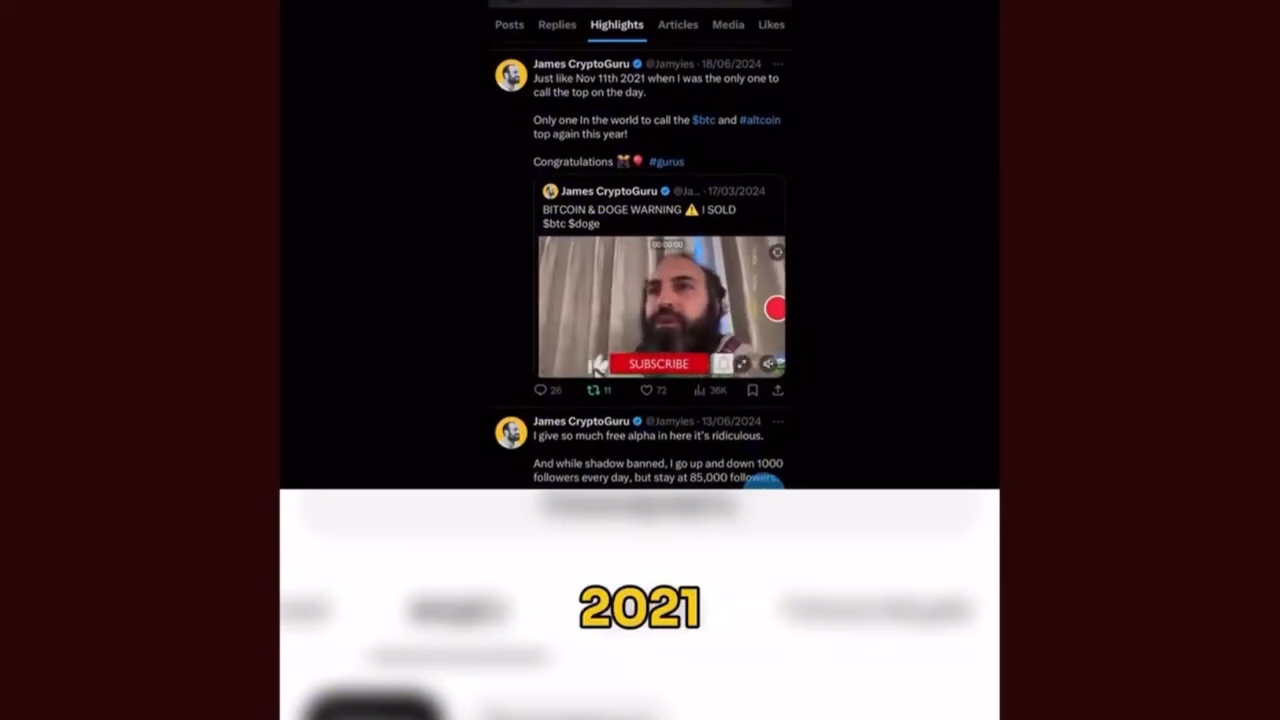 Posts Replies Highlights Articles Media Likes
James CryptoGuru @Jamyies · 18/06/2024 ...
Just like Nov 11th 2021 when I was the only one to
call the top on the day.
Only one In the world to call the $btc and #altcoin
top again this year!
Congratulations 🎊🎈 #gurus
James CryptoGuru @Ja... · 17/03/2024
BITCOIN & DOGE WARNING ⚠️ I SOLD
$btc $doge
00:00:00
SUBSCRIBE
26 11 72 36K
James CryptoGuru @Jamyies · 13/06/2024 ...
I give so much free alpha in here it's ridiculous.
And while shadow banned, I go up and down 1000
followers every day, but stay at 85,000 followers.
2021